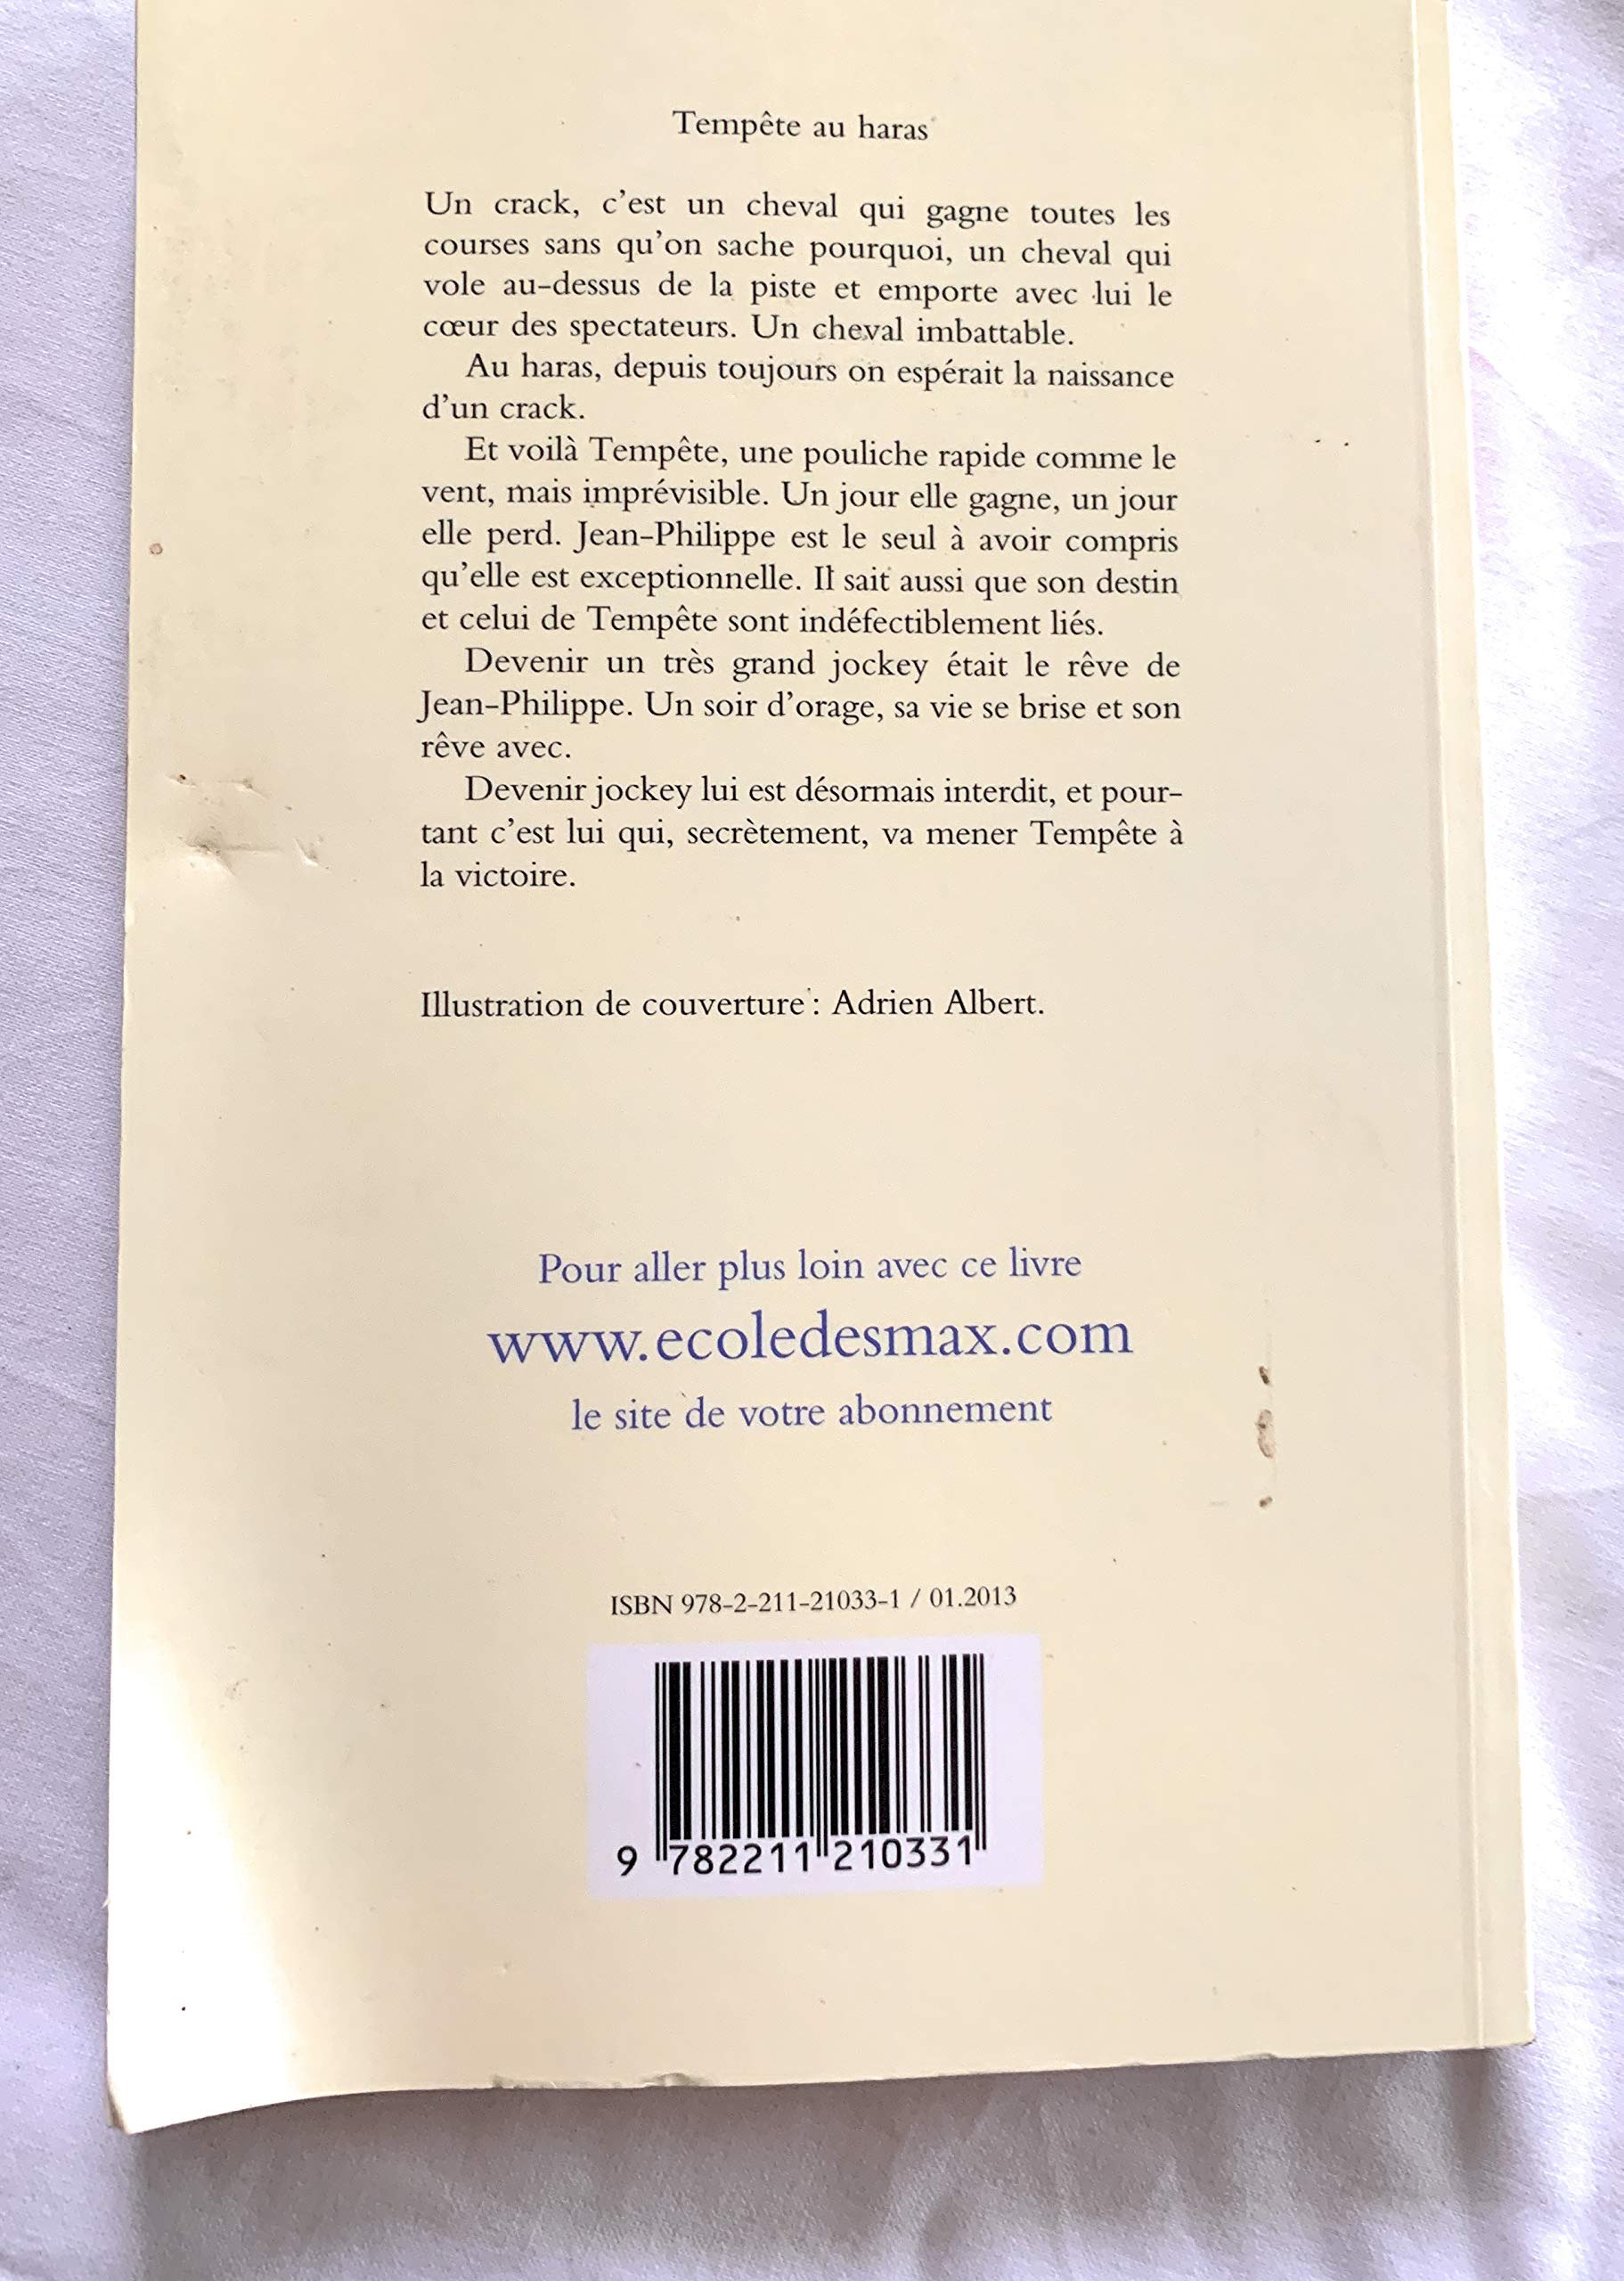 Tempête au haras
Un crack, c'est un cheval qui gagne toutes les
courses sans qu'on sache pourquoi, un cheval qui
vole au-dessus de la piste et emporte avec lui le
cœur des spectateurs. Un cheval imbattable.
Au haras, depuis toujours on espérait la naissance
d'un crack.
Et voilà Tempête, une pouliche rapide comme le
vent, mais imprévisible. Un jour elle gagne, un jour
elle perd. Jean-Philippe est le seul à avoir compris
qu'elle est exceptionnelle. Il sait aussi que son destin
et celui de Tempête sont indéfectiblement liés.
Devenir un très grand jockey était le rêve de
Jean-Philippe. Un soir d'orage, sa vie se brise et son
rêve avec.
Devenir jockey lui est désormais interdit, et pour-
tant c'est lui qui, secrètement, va mener Tempête à
la victoire.
Illustration de couverture : Adrien Albert.
Pour aller plus loin avec ce livre
www.ecoledesmax.com
le site de votre abonnement
ISBN 978-2-211-21033-1 / 01.2013
9 782211 210331